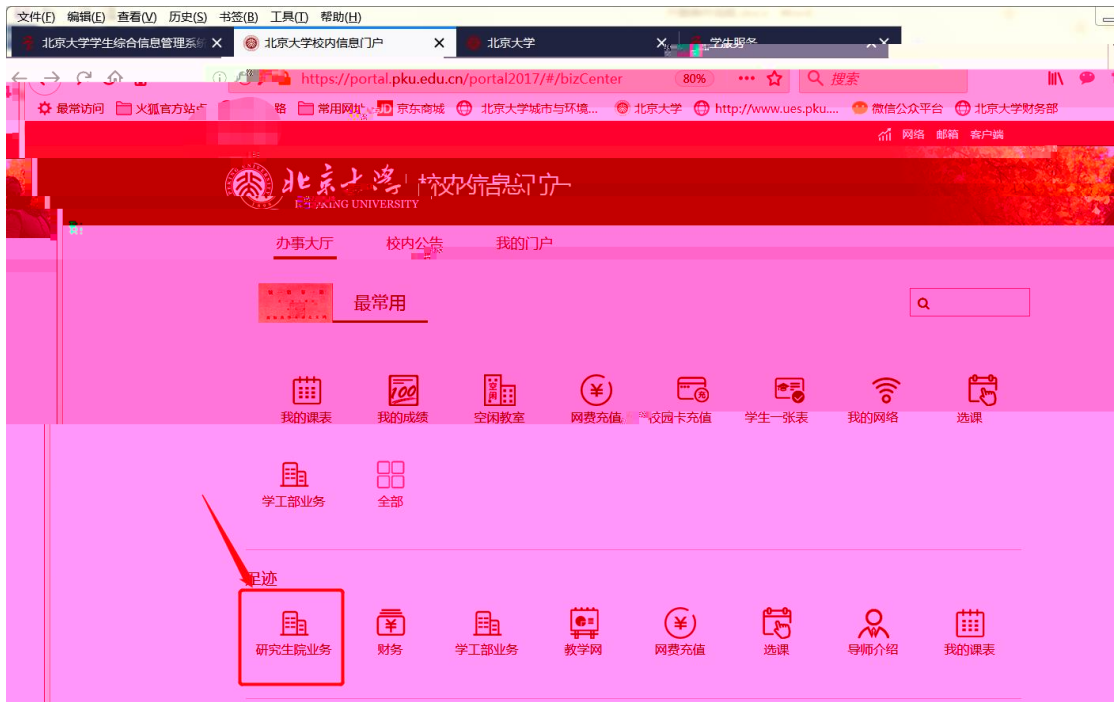 文件(F) 编辑(E) 查看(V) 历史(S) 书签(B) 工具(T) 帮助(H)
北京大学学生综合信息管理系统 北京大学校内信息门户 北京大学 学生服务
https://portal.pku.edu.cn/portal2017/#/bizCenter 80% 搜索
最常访问 火狐官方站点 路 常用网址 JD 京东商城 北京大学城市与环境... 北京大学 http://www.ues.pku.... 微信公众平台 北京大学财务部
网络 邮箱 客户端
北京大学 校内信息门户
PEKING UNIVERSITY
办事大厅 校内公告 我的门户
最常用
我的课表 我的成绩 空闲教室 网费充值 校园卡充值 学生一张表 我的网络 选课
学工部业务 全部
足迹
研究生院业务 财务 学工部业务 教学网 网费充值 选课 导师介绍 我的课表